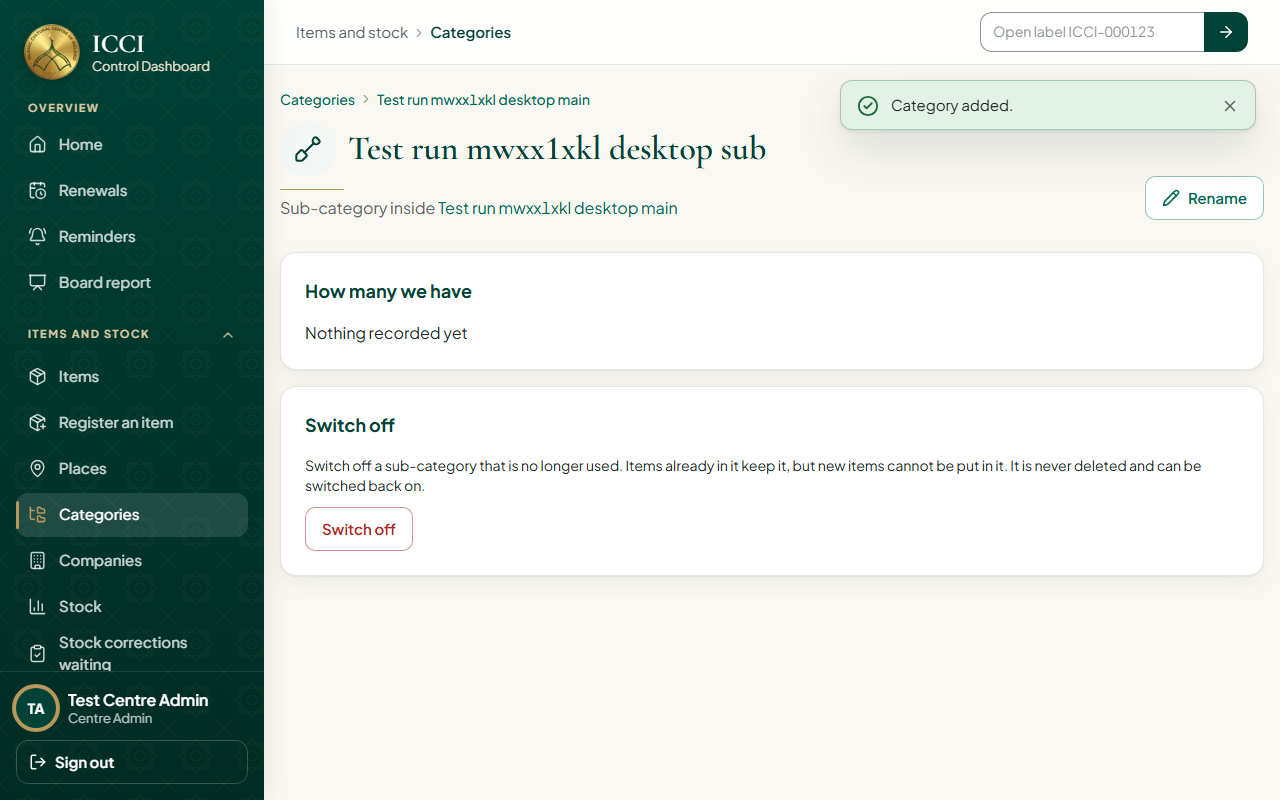 ICCI
Control Dashboard
OVERVIEW
Home
Renewals
Reminders
Board report
ITEMS AND STOCK
Items
Register an item
Places
Categories
Companies
Stock
Stock corrections
waiting
TA
Test Centre Admin
Centre Admin
Sign out
Items and stock
Categories
Open label ICCI-000123
Categories
Test run mwxx1xkl desktop main
Category added.
Test run mwxx1xkl desktop sub
Sub-category inside Test run mwxx1xkl desktop main
Rename
How many we have
Nothing recorded yet
Switch off
Switch off a sub-category that is no longer used. Items already in it keep it, but new items cannot be put in it. It is never deleted and can be
switched back on.
Switch off